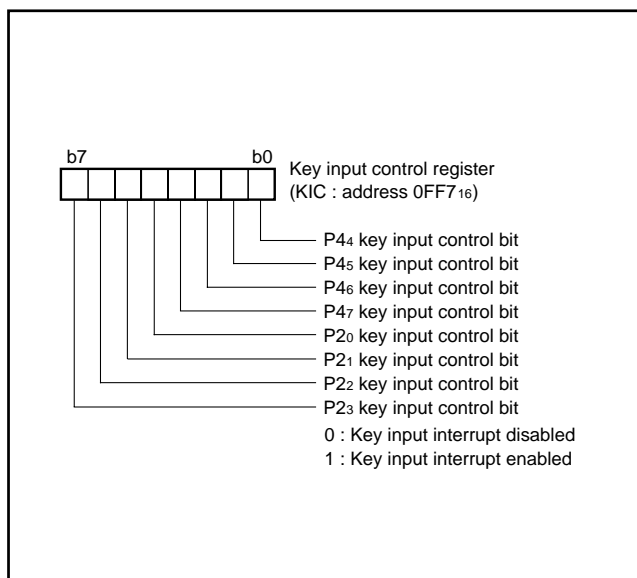 b7 b0
Key input control register
(KIC : address 0FF716)
P44 key input control bit
P45 key input control bit
P46 key input control bit
P47 key input control bit
P20 key input control bit
P21 key input control bit
P22 key input control bit
P23 key input control bit
0 : Key input interrupt disabled
1 : Key input interrupt enabled